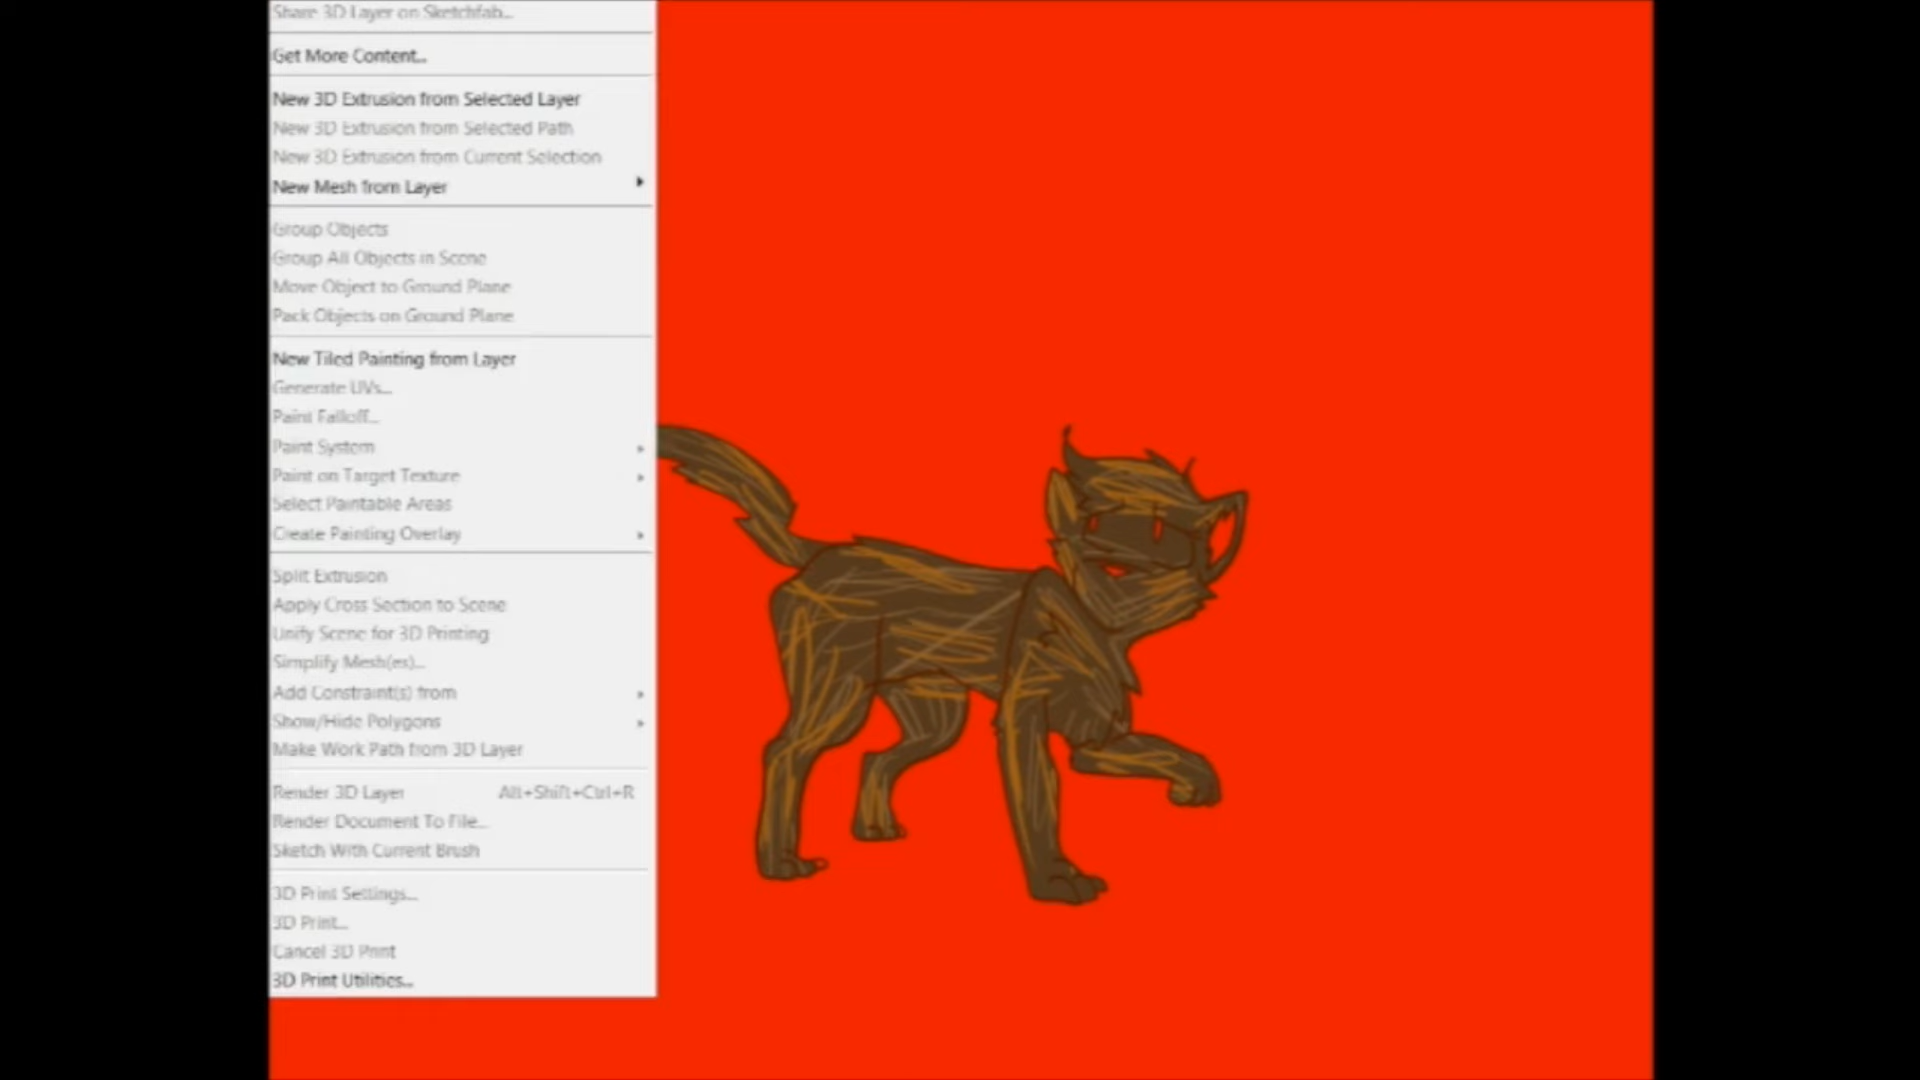 Share 3D Layer on Sketchfab...
Get More Content...
New 3D Extrusion from Selected Layer
New 3D Extrusion from Selected Path
New 3D Extrusion from Current Selection
New Mesh from Layer
Group Objects
Group All Objects in Scene
Move Object to Ground Plane
Pack Objects on Ground Plane
New Tiled Painting from Layer
Generate UVs...
Paint Falloff...
Paint System
Paint on Target Texture
Select Paintable Areas
Create Painting Overlay
Split Extrusion
Apply Cross Section to Scene
Unify Scene for 3D Printing
Simplify Mesh(es)...
Add Constraint(s) from
Show/Hide Polygons
Make Work Path from 3D Layer
Render 3D Layer Alt+Shift+Ctrl+R
Render Document To File...
Sketch With Current Brush
3D Print Settings...
3D Print...
Cancel 3D Print
3D Print Utilities...